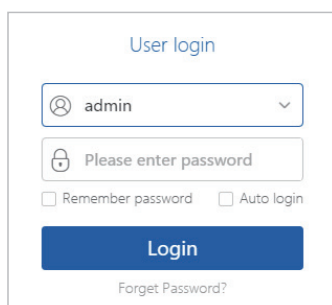 User login
admin
Please enter password
Remember password Auto login
Login
Forget Password?